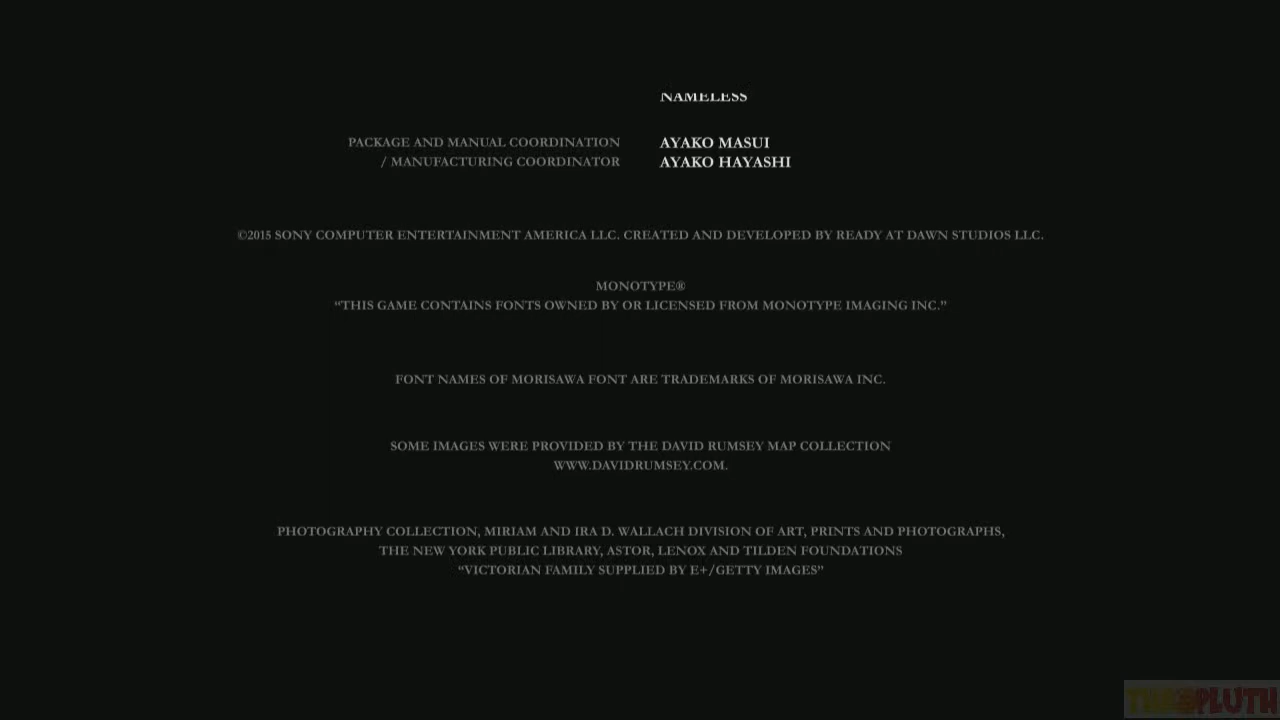 NAMELESS
PACKAGE AND MANUAL COORDINATION AYAKO MASUI
/ MANUFACTURING COORDINATOR AYAKO HAYASHI
©2015 SONY COMPUTER ENTERTAINMENT AMERICA LLC. CREATED AND DEVELOPED BY READY AT DAWN STUDIOS LLC.
MONOTYPE®
“THIS GAME CONTAINS FONTS OWNED BY OR LICENSED FROM MONOTYPE IMAGING INC.”
FONT NAMES OF MORISAWA FONT ARE TRADEMARKS OF MORISAWA INC.
SOME IMAGES WERE PROVIDED BY THE DAVID RUMSEY MAP COLLECTION
WWW.DAVIDRUMSEY.COM.
PHOTOGRAPHY COLLECTION, MIRIAM AND IRA D. WALLACH DIVISION OF ART, PRINTS AND PHOTOGRAPHS,
THE NEW YORK PUBLIC LIBRARY, ASTOR, LENOX AND TILDEN FOUNDATIONS
“VICTORIAN FAMILY SUPPLIED BY E+/GETTY IMAGES”